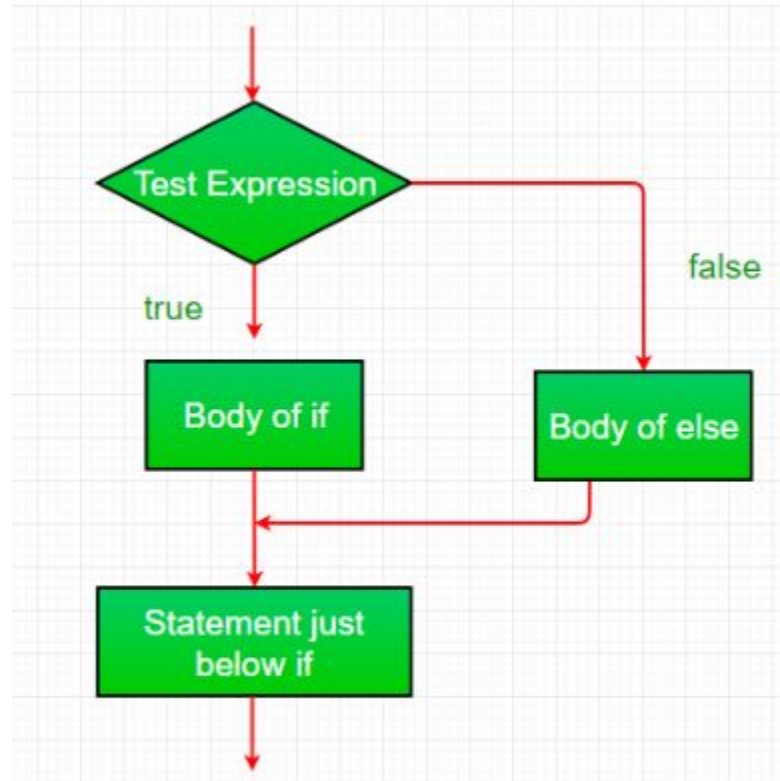 Test Expression
true
false
Body of if
Body of else
Statement just
below if